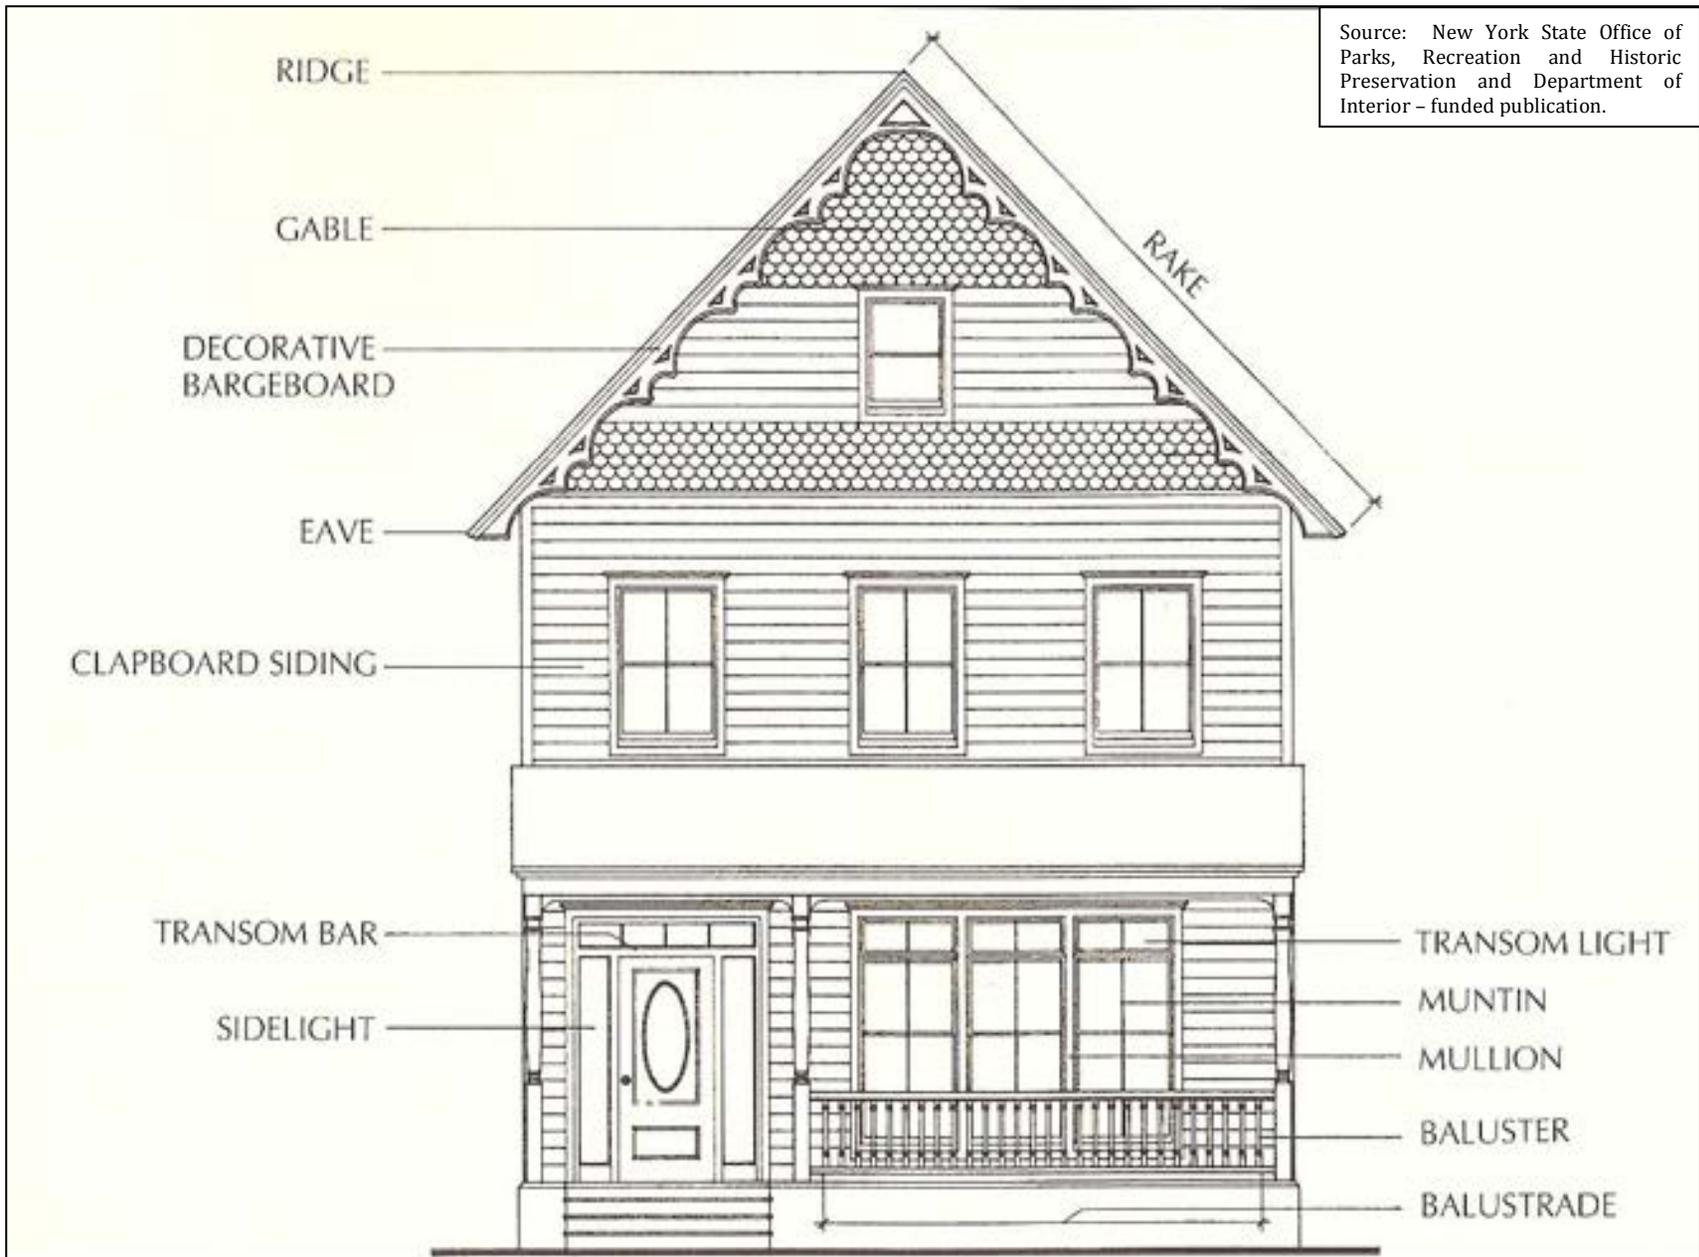 Source: New York State Office of
Parks, Recreation and Historic
Preservation and Department of
Interior – funded publication.
RIDGE
GABLE
RAKE
DECORATIVE
BARGEBOARD
EAVE
CLAPBOARD SIDING
TRANSOM BAR
TRANSOM LIGHT
SIDELIGHT
MUNTIN
MULLION
BALUSTER
BALUSTRADE